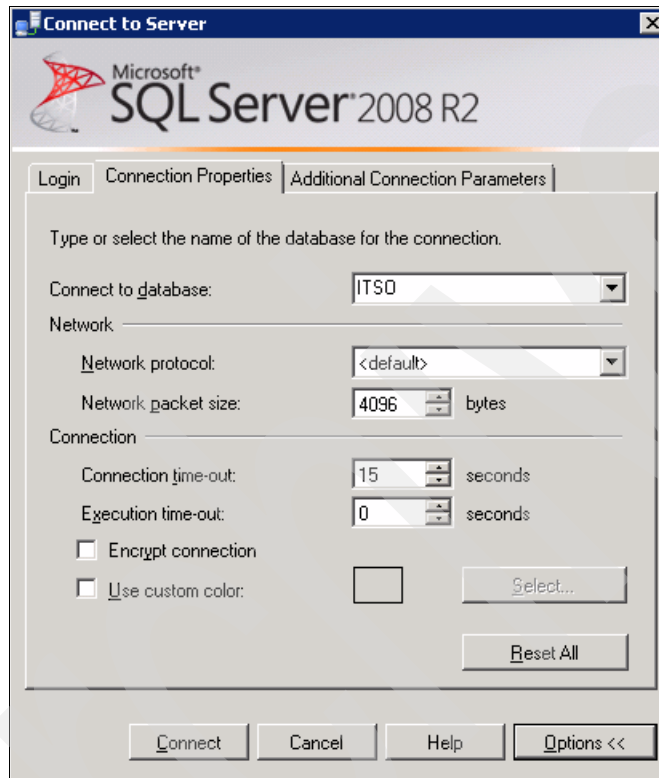 Connect to Server
Microsoft®
SQL Server® 2008 R2
Login Connection Properties Additional Connection Parameters
Type or select the name of the database for the connection.
Connect to database: ITSO
Network
Network protocol: <default>
Network packet size: 4096 bytes
Connection
Connection time-out: 15 seconds
Execution time-out: 0 seconds
Encrypt connection
Use custom color: Select...
Reset All
Connect Cancel Help Options <<